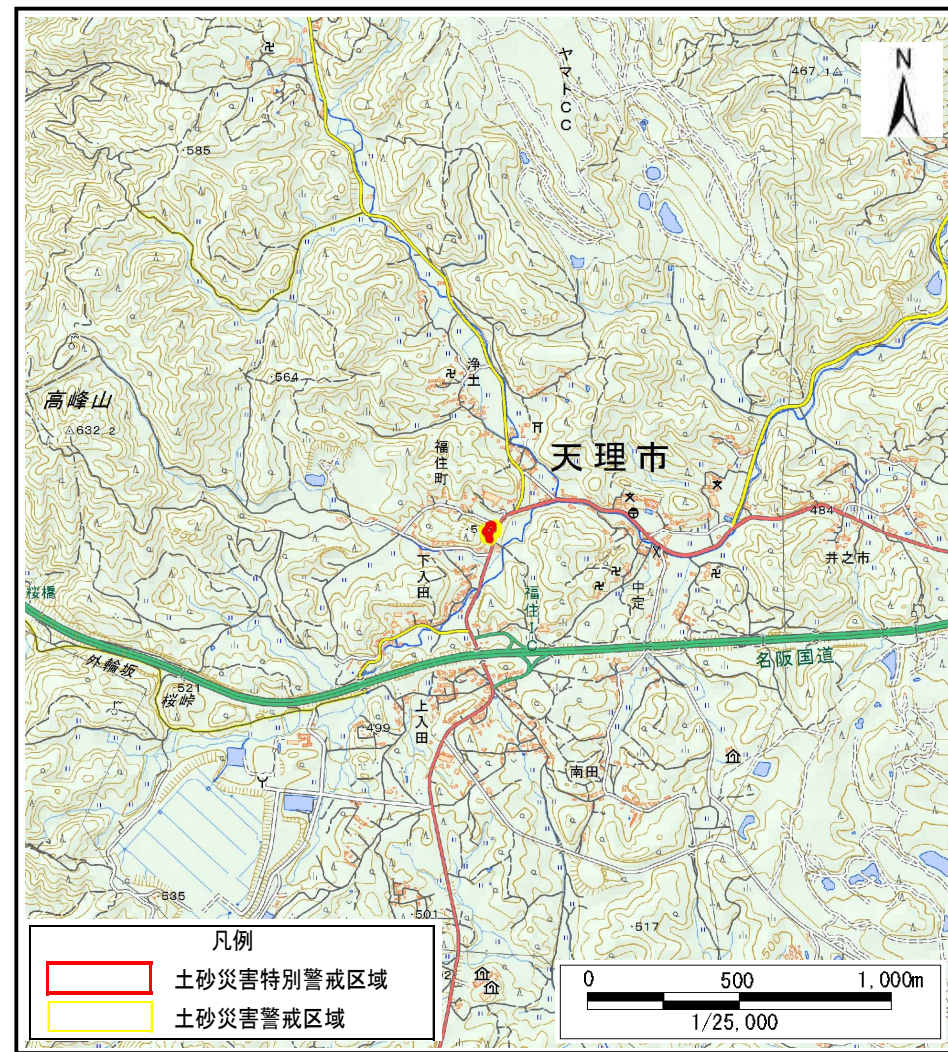 ヤマトCC
467.1
N
・585
浄土
・564
高峰山
632.2
福住町
天理市
484
井之市
下入田
福住
中定
桜橋
名阪国道
外輪坂
521
桜峠
上入田
・499
南田
・535
・501
・517
550
凡例
土砂災害特別警戒区域
土砂災害警戒区域
0 500 1,000m
1/25,000